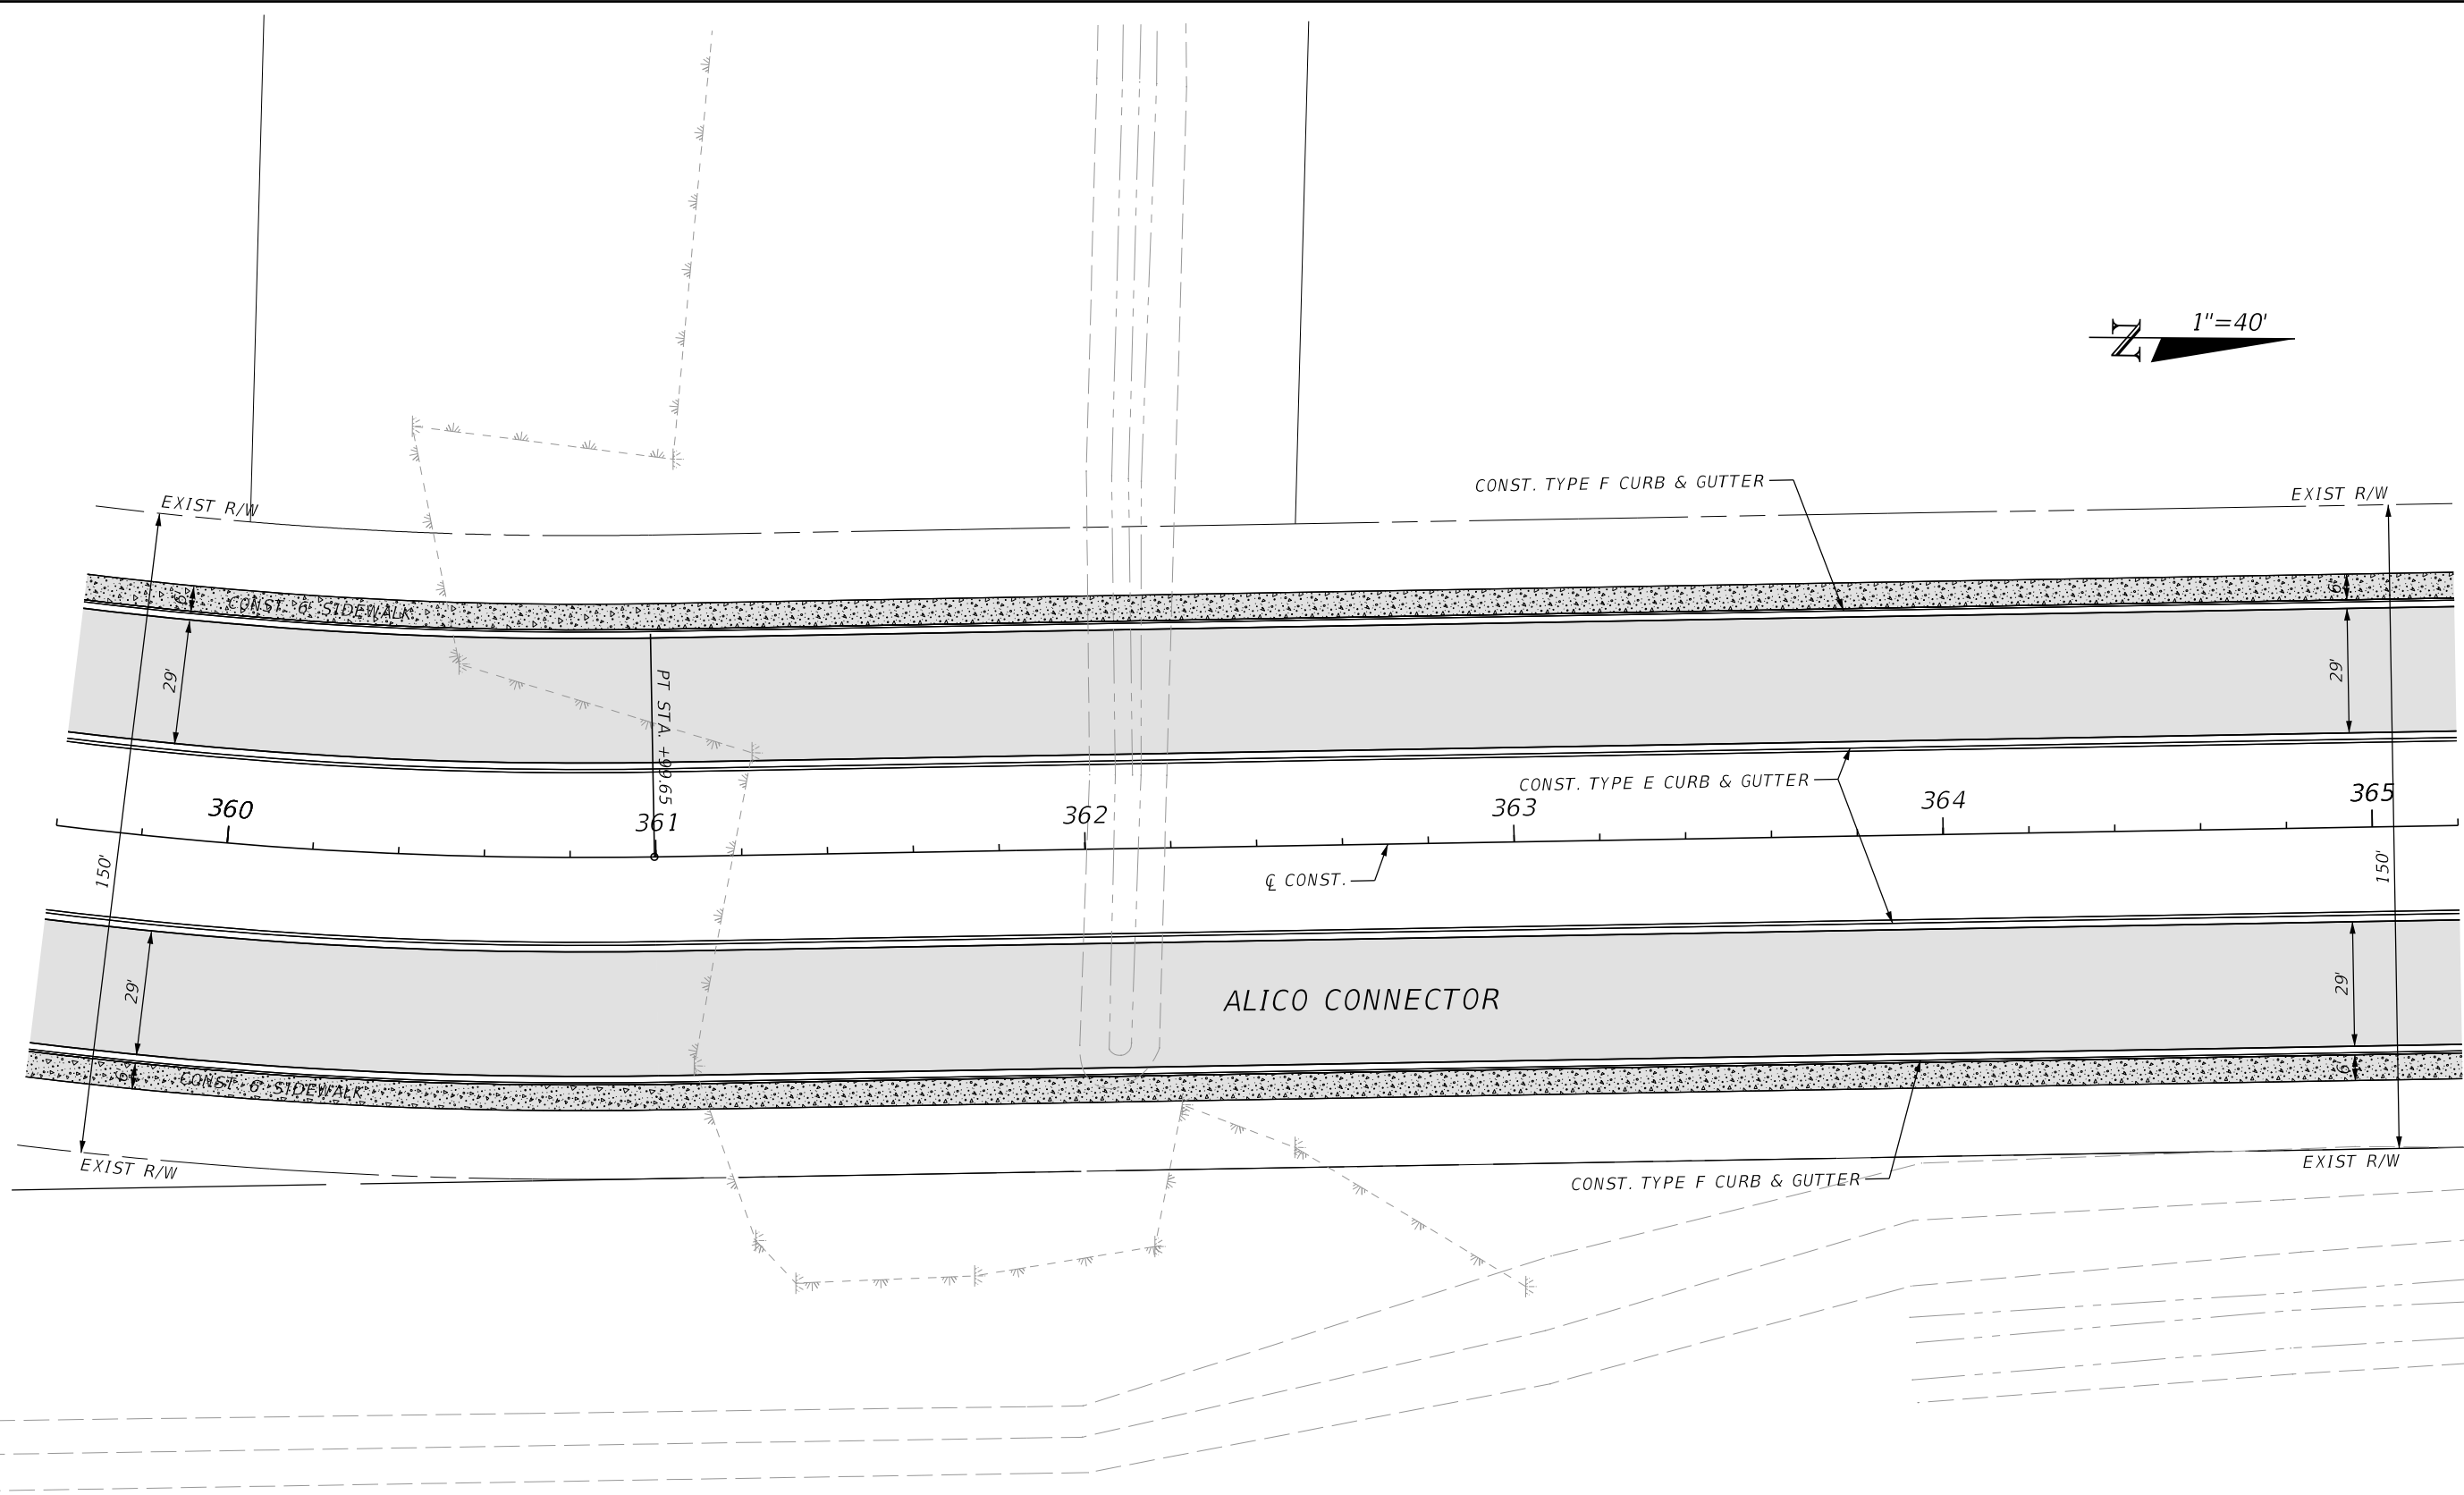 N
1"=40'
CONST. TYPE F CURB & GUTTER
EXIST R/W
EXIST R/W
6'
CONST. 6' SIDEWALK
6'
29'
PT STA. +99.65
29'
CONST. TYPE E CURB & GUTTER
360
361
362
363
364
365
150'
℄ CONST.
150'
29'
ALICO CONNECTOR
29'
6'
CONST. 6' SIDEWALK
6'
EXIST R/W
CONST. TYPE F CURB & GUTTER
EXIST R/W